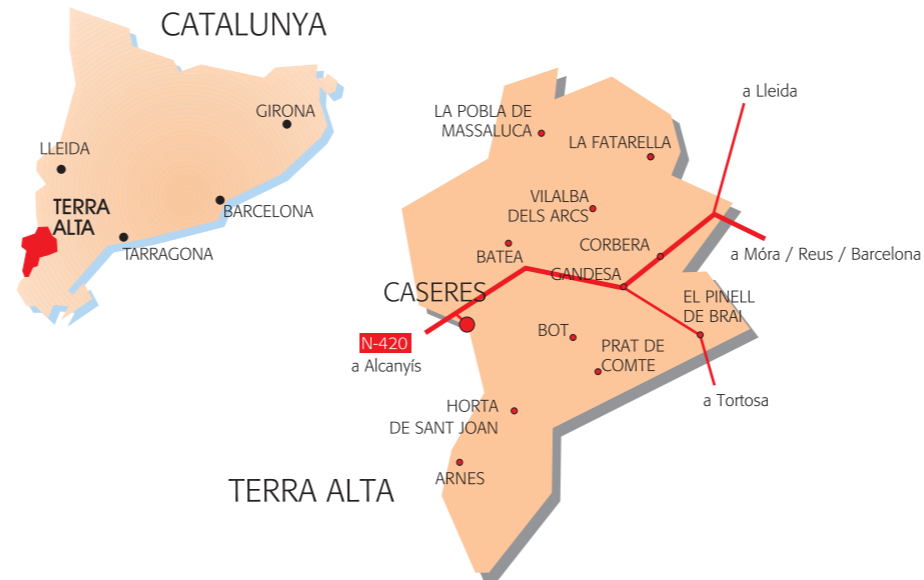 CATALUNYA
GIRONA
LLEIDA
BARCELONA
TERRA
ALTA
TARRAGONA
a Lleida
LA POBLA DE
MASSALUCA
LA FATARELLA
VILALBA
DELS ARCS
CORBERA
a Móra / Reus / Barcelona
BATEA
GANDESA
CASERES
EL PINELL
DE BRAI
N-420
a Alcanyís
BOT
PRAT DE
COMTE
a Tortosa
HORTA
DE SANT JOAN
ARNES
TERRA ALTA